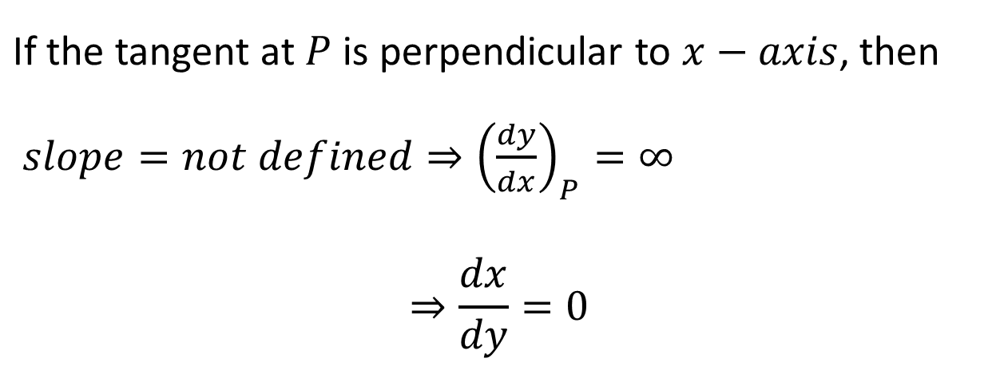 If the tangent at P is perpendicular to x − axis, then
slope = not defined ⇒ (dy/dx)_P = ∞
⇒ dx/dy = 0